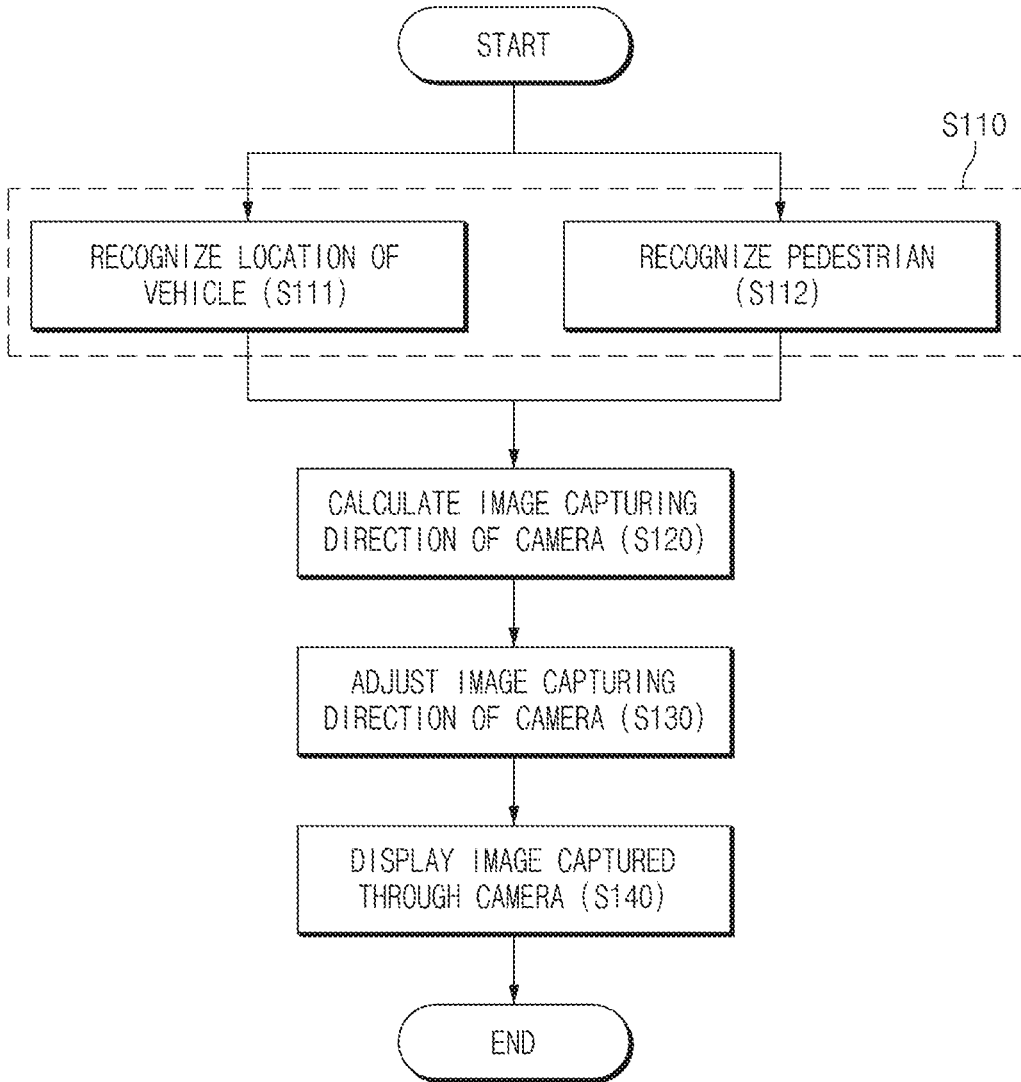 START
S110
RECOGNIZE LOCATION OF
VEHICLE (S111)
RECOGNIZE PEDESTRIAN
(S112)
CALCULATE IMAGE CAPTURING
DIRECTION OF CAMERA (S120)
ADJUST IMAGE CAPTURING
DIRECTION OF CAMERA (S130)
DISPLAY IMAGE CAPTURED
THROUGH CAMERA (S140)
END